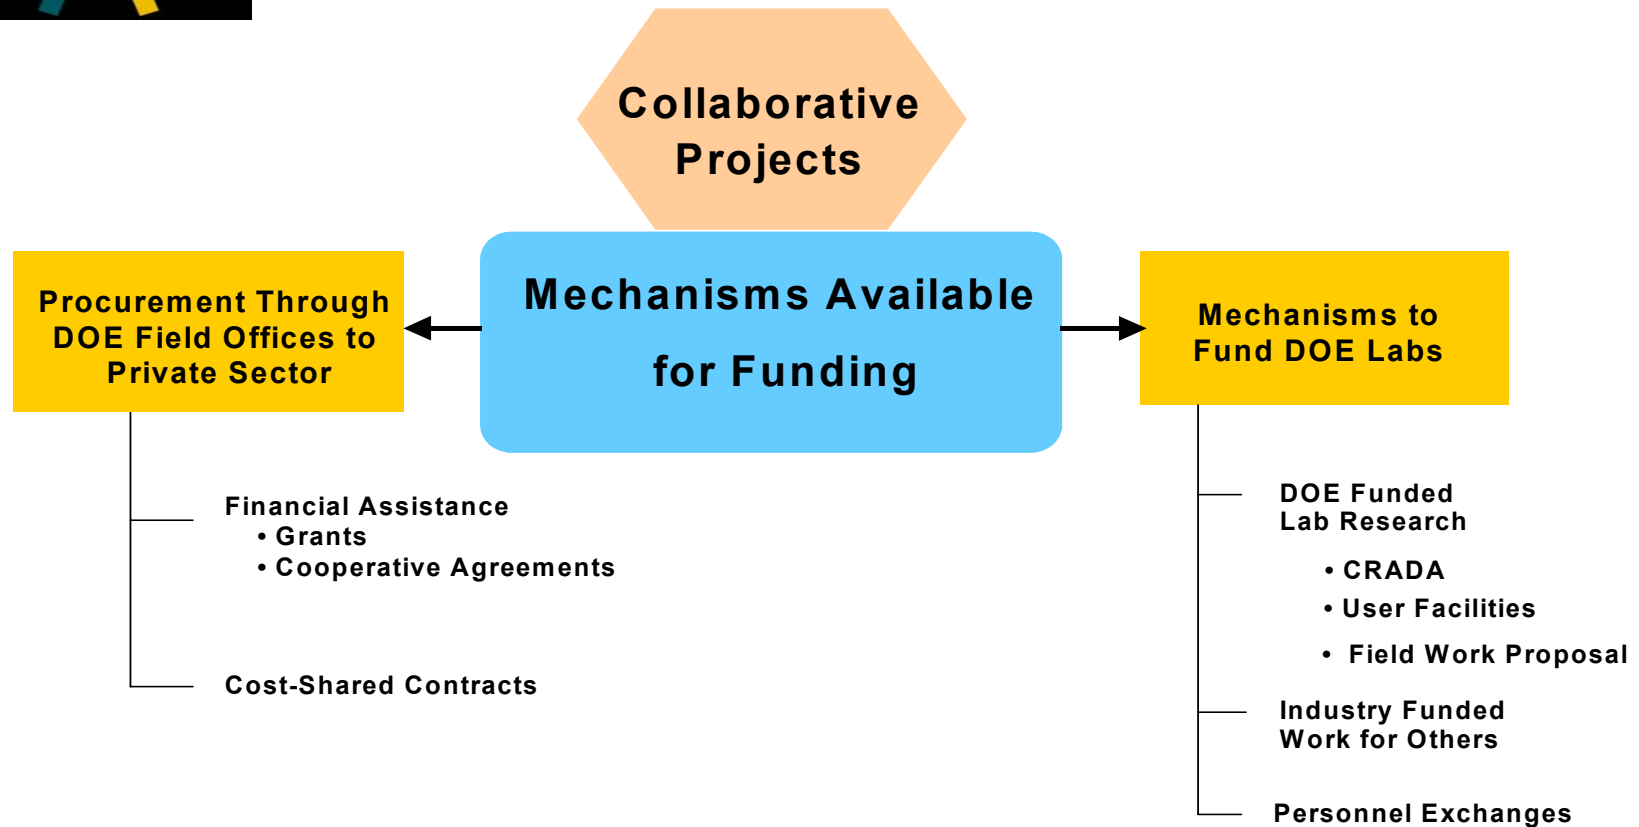 Collaborative
Projects
Mechanisms Available
for Funding
Procurement Through
DOE Field Offices to
Private Sector
Financial Assistance
• Grants
• Cooperative Agreements
Cost-Shared Contracts
Mechanisms to
Fund DOE Labs
DOE Funded
Lab Research
• CRADA
• User Facilities
• Field Work Proposal
Industry Funded
Work for Others
Personnel Exchanges